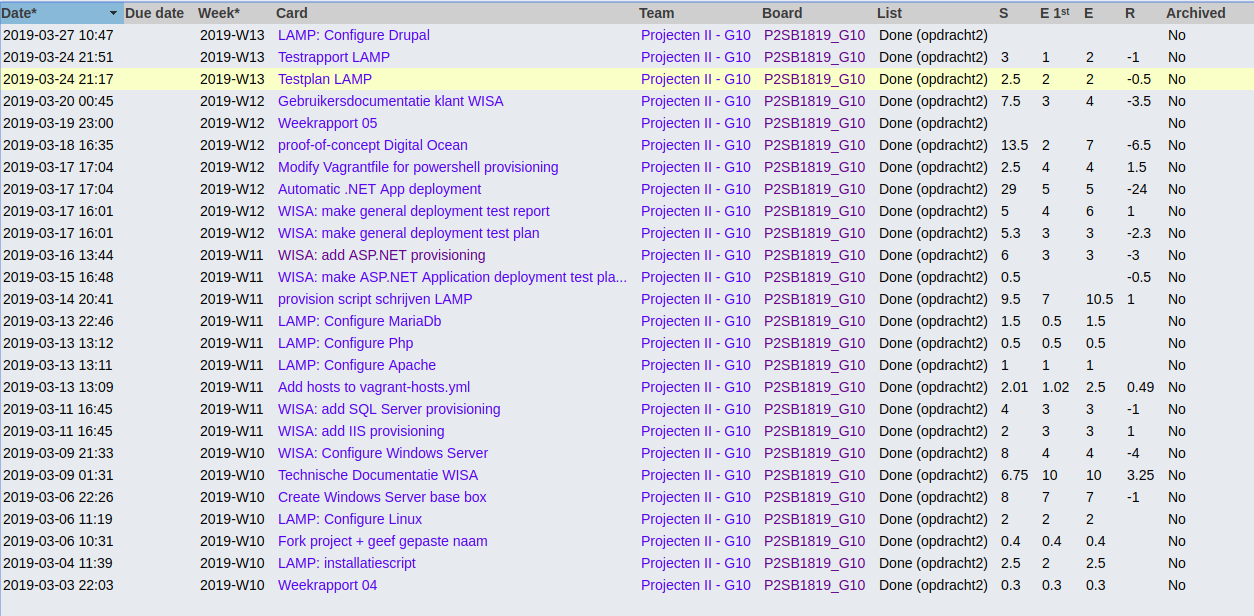 Date* Due date Week* Card Team Board List S E 1st E R Archived
2019-03-27 10:47 2019-W13 LAMP: Configure Drupal Projecten II - G10 P2SB1819_G10 Done (opdracht2) No
2019-03-24 21:51 2019-W13 Testrapport LAMP Projecten II - G10 P2SB1819_G10 Done (opdracht2) 3 1 2 -1 No
2019-03-24 21:17 2019-W13 Testplan LAMP Projecten II - G10 P2SB1819_G10 Done (opdracht2) 2.5 2 2 -0.5 No
2019-03-20 00:45 2019-W12 Gebruikersdocumentatie klant WISA Projecten II - G10 P2SB1819_G10 Done (opdracht2) 7.5 3 4 -3.5 No
2019-03-19 23:00 2019-W12 Weekrapport 05 Projecten II - G10 P2SB1819_G10 Done (opdracht2) No
2019-03-18 16:35 2019-W12 proof-of-concept Digital Ocean Projecten II - G10 P2SB1819_G10 Done (opdracht2) 13.5 2 7 -6.5 No
2019-03-17 17:04 2019-W12 Modify Vagrantfile for powershell provisioning Projecten II - G10 P2SB1819_G10 Done (opdracht2) 2.5 4 4 1.5 No
2019-03-17 17:04 2019-W12 Automatic .NET App deployment Projecten II - G10 P2SB1819_G10 Done (opdracht2) 29 5 5 -24 No
2019-03-17 16:01 2019-W12 WISA: make general deployment test report Projecten II - G10 P2SB1819_G10 Done (opdracht2) 5 4 6 1 No
2019-03-17 16:01 2019-W12 WISA: make general deployment test plan Projecten II - G10 P2SB1819_G10 Done (opdracht2) 5.3 3 3 -2.3 No
2019-03-16 13:44 2019-W11 WISA: add ASP.NET provisioning Projecten II - G10 P2SB1819_G10 Done (opdracht2) 6 3 3 -3 No
2019-03-15 16:48 2019-W11 WISA: make ASP.NET Application deployment test pla... Projecten II - G10 P2SB1819_G10 Done (opdracht2) 0.5 -0.5 No
2019-03-14 20:41 2019-W11 provision script schrijven LAMP Projecten II - G10 P2SB1819_G10 Done (opdracht2) 9.5 7 10.5 1 No
2019-03-13 22:46 2019-W11 LAMP: Configure MariaDb Projecten II - G10 P2SB1819_G10 Done (opdracht2) 1.5 0.5 1.5 No
2019-03-13 13:12 2019-W11 LAMP: Configure Php Projecten II - G10 P2SB1819_G10 Done (opdracht2) 0.5 0.5 0.5 No
2019-03-13 13:11 2019-W11 LAMP: Configure Apache Projecten II - G10 P2SB1819_G10 Done (opdracht2) 1 1 1 No
2019-03-13 13:09 2019-W11 Add hosts to vagrant-hosts.yml Projecten II - G10 P2SB1819_G10 Done (opdracht2) 2.01 1.02 2.5 0.49 No
2019-03-11 16:45 2019-W11 WISA: add SQL Server provisioning Projecten II - G10 P2SB1819_G10 Done (opdracht2) 4 3 3 -1 No
2019-03-11 16:45 2019-W11 WISA: add IIS provisioning Projecten II - G10 P2SB1819_G10 Done (opdracht2) 2 3 3 1 No
2019-03-09 21:33 2019-W10 WISA: Configure Windows Server Projecten II - G10 P2SB1819_G10 Done (opdracht2) 8 4 4 -4 No
2019-03-09 01:31 2019-W10 Technische Documentatie WISA Projecten II - G10 P2SB1819_G10 Done (opdracht2) 6.75 10 10 3.25 No
2019-03-06 22:26 2019-W10 Create Windows Server base box Projecten II - G10 P2SB1819_G10 Done (opdracht2) 8 7 7 -1 No
2019-03-06 11:19 2019-W10 LAMP: Configure Linux Projecten II - G10 P2SB1819_G10 Done (opdracht2) 2 2 2 No
2019-03-06 10:31 2019-W10 Fork project + geef gepaste naam Projecten II - G10 P2SB1819_G10 Done (opdracht2) 0.4 0.4 0.4 No
2019-03-04 11:39 2019-W10 LAMP: installatiescript Projecten II - G10 P2SB1819_G10 Done (opdracht2) 2.5 2 2.5 No
2019-03-03 22:03 2019-W10 Weekrapport 04 Projecten II - G10 P2SB1819_G10 Done (opdracht2) 0.3 0.3 0.3 No